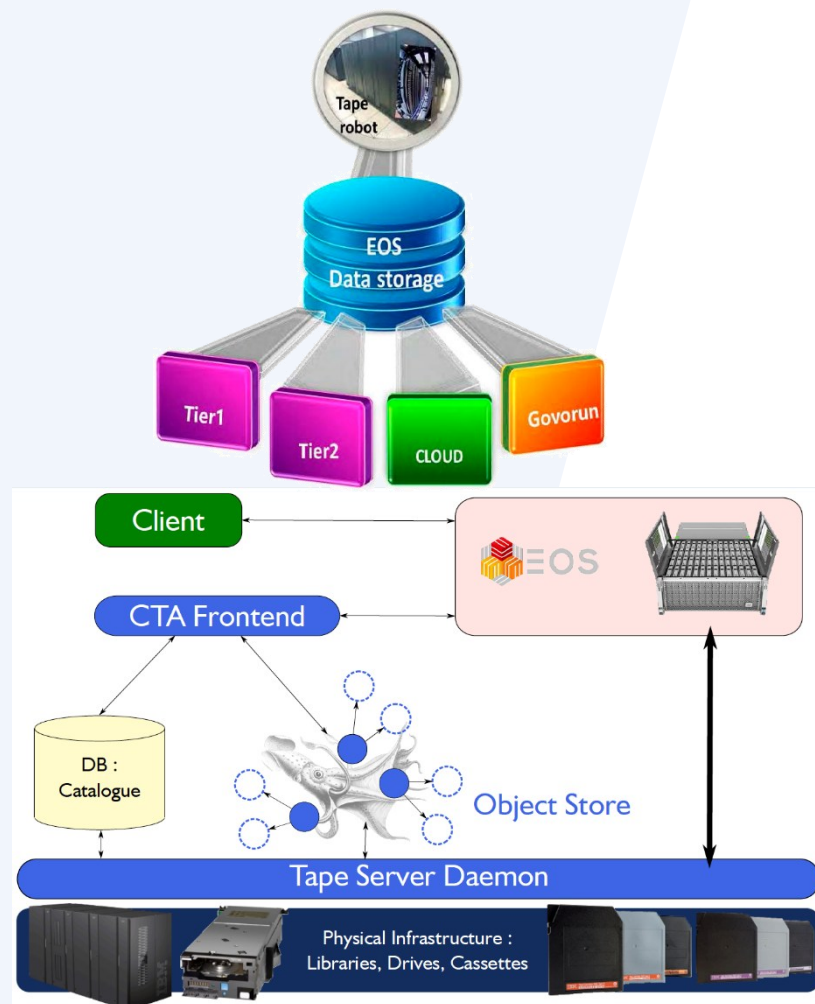 Tape
robot
EOS
Data storage
Tier1
Tier2
CLOUD
Govorun
Client
EOS
CTA Frontend
DB :
Catalogue
Object Store
Tape Server Daemon
Physical Infrastructure :
Libraries, Drives, Cassettes
IBM